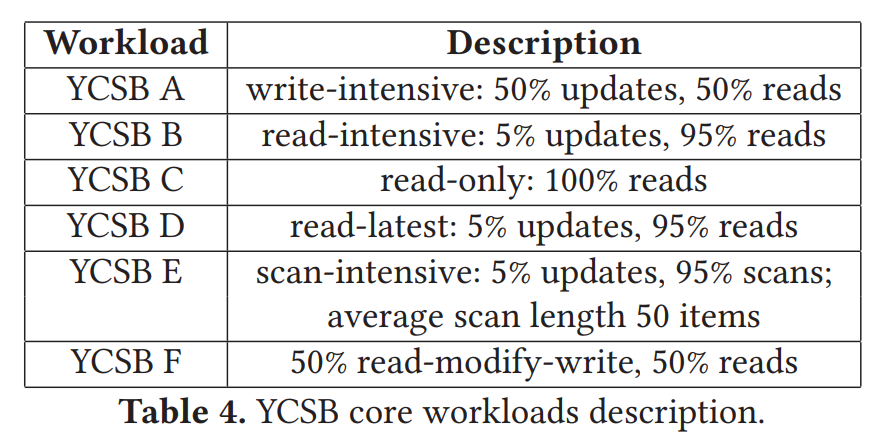 Workload Description
YCSB A write-intensive: 50% updates, 50% reads
YCSB B read-intensive: 5% updates, 95% reads
YCSB C read-only: 100% reads
YCSB D read-latest: 5% updates, 95% reads
YCSB E scan-intensive: 5% updates, 95% scans;
average scan length 50 items
YCSB F 50% read-modify-write, 50% reads
Table 4. YCSB core workloads description.